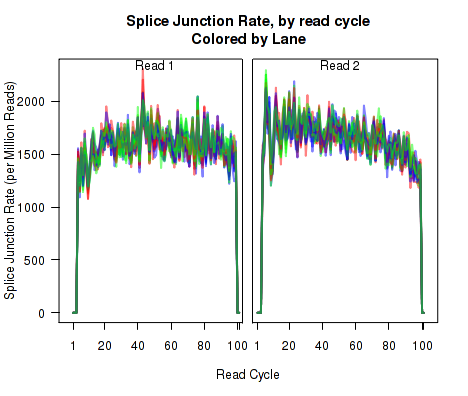 Splice Junction Rate, by read cycle
Colored by Lane
Read 1
Read 2
Splice Junction Rate (per Million Reads)
2000
1500
1000
500
0
1 20 40 60 80 100
1 20 40 60 80 100
Read Cycle